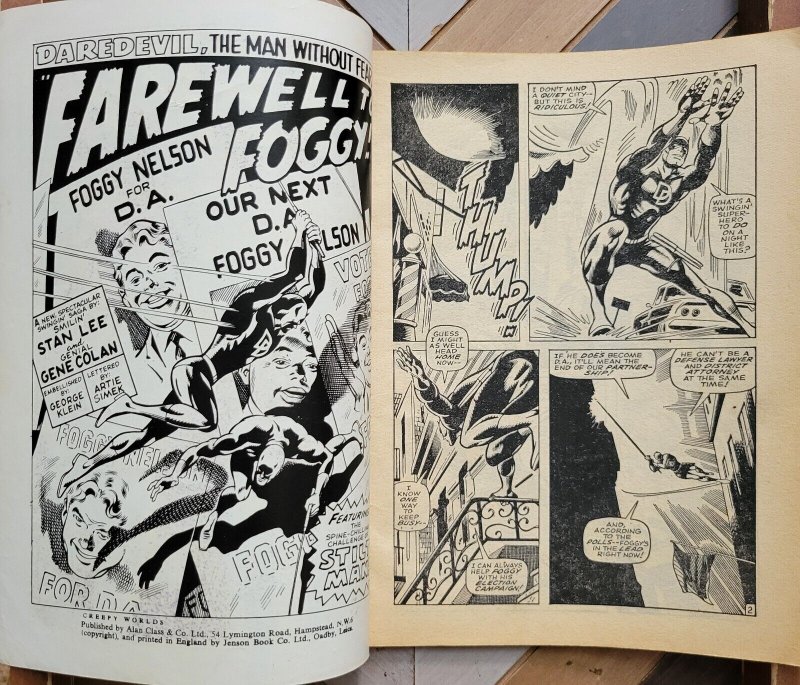 DAREDEVIL, THE MAN WITHOUT FEAR
"FAREWELL TO
FOGGY!
FOGGY NELSON
FOR
D.A.
OUR NEXT
D.A.
FOGGY NELSON
VOTE
FO
A NEW, SPECTACULAR
SWINGIN' SAGA BY:
SMILIN'
STAN LEE
and
GENIAL
GENE COLAN
EMBELLISHED BY:
GEORGE
KLEIN
LETTERED BY:
ARTIE
SIMEK
FOGGY NELSON
FOR D.A.
FOGG
FEATURING
THE
SPINE-CHILLING
CHALLENGE OF
STILT
MAN
CREEPY WORLDS
Published by Alan Class & Co. Ltd., 54 Lymington Road, Hampstead, N.W.6
(copyright), and printed in England by Jenson Book Co. Ltd., Oadby, Leics.
THUMP!
I DON'T MIND
A QUIET CITY--
BUT THIS IS
RIDICULOUS!
WHAT'S A
SWINGIN'
SUPER-
HERO
TO DO
ON A
NIGHT
LIKE
THIS?
GUESS
I MIGHT
AS WELL
HEAD
HOME
NOW--
I KNOW
ONE
WAY TO
KEEP
BUSY--
I CAN ALWAYS
HELP FOGGY
WITH HIS
ELECTION
CAMPAIGN!
IF HE DOES BECOME
D.A., IT'LL MEAN THE
END OF OUR PARTNER-
SHIP!
HE CAN'T BE A
DEFENSE LAWYER
AND DISTRICT
ATTORNEY
AT THE SAME
TIME!
AND,
ACCORDING
TO THE
POLLS--FOGGY'S
IN THE LEAD
RIGHT NOW!
2